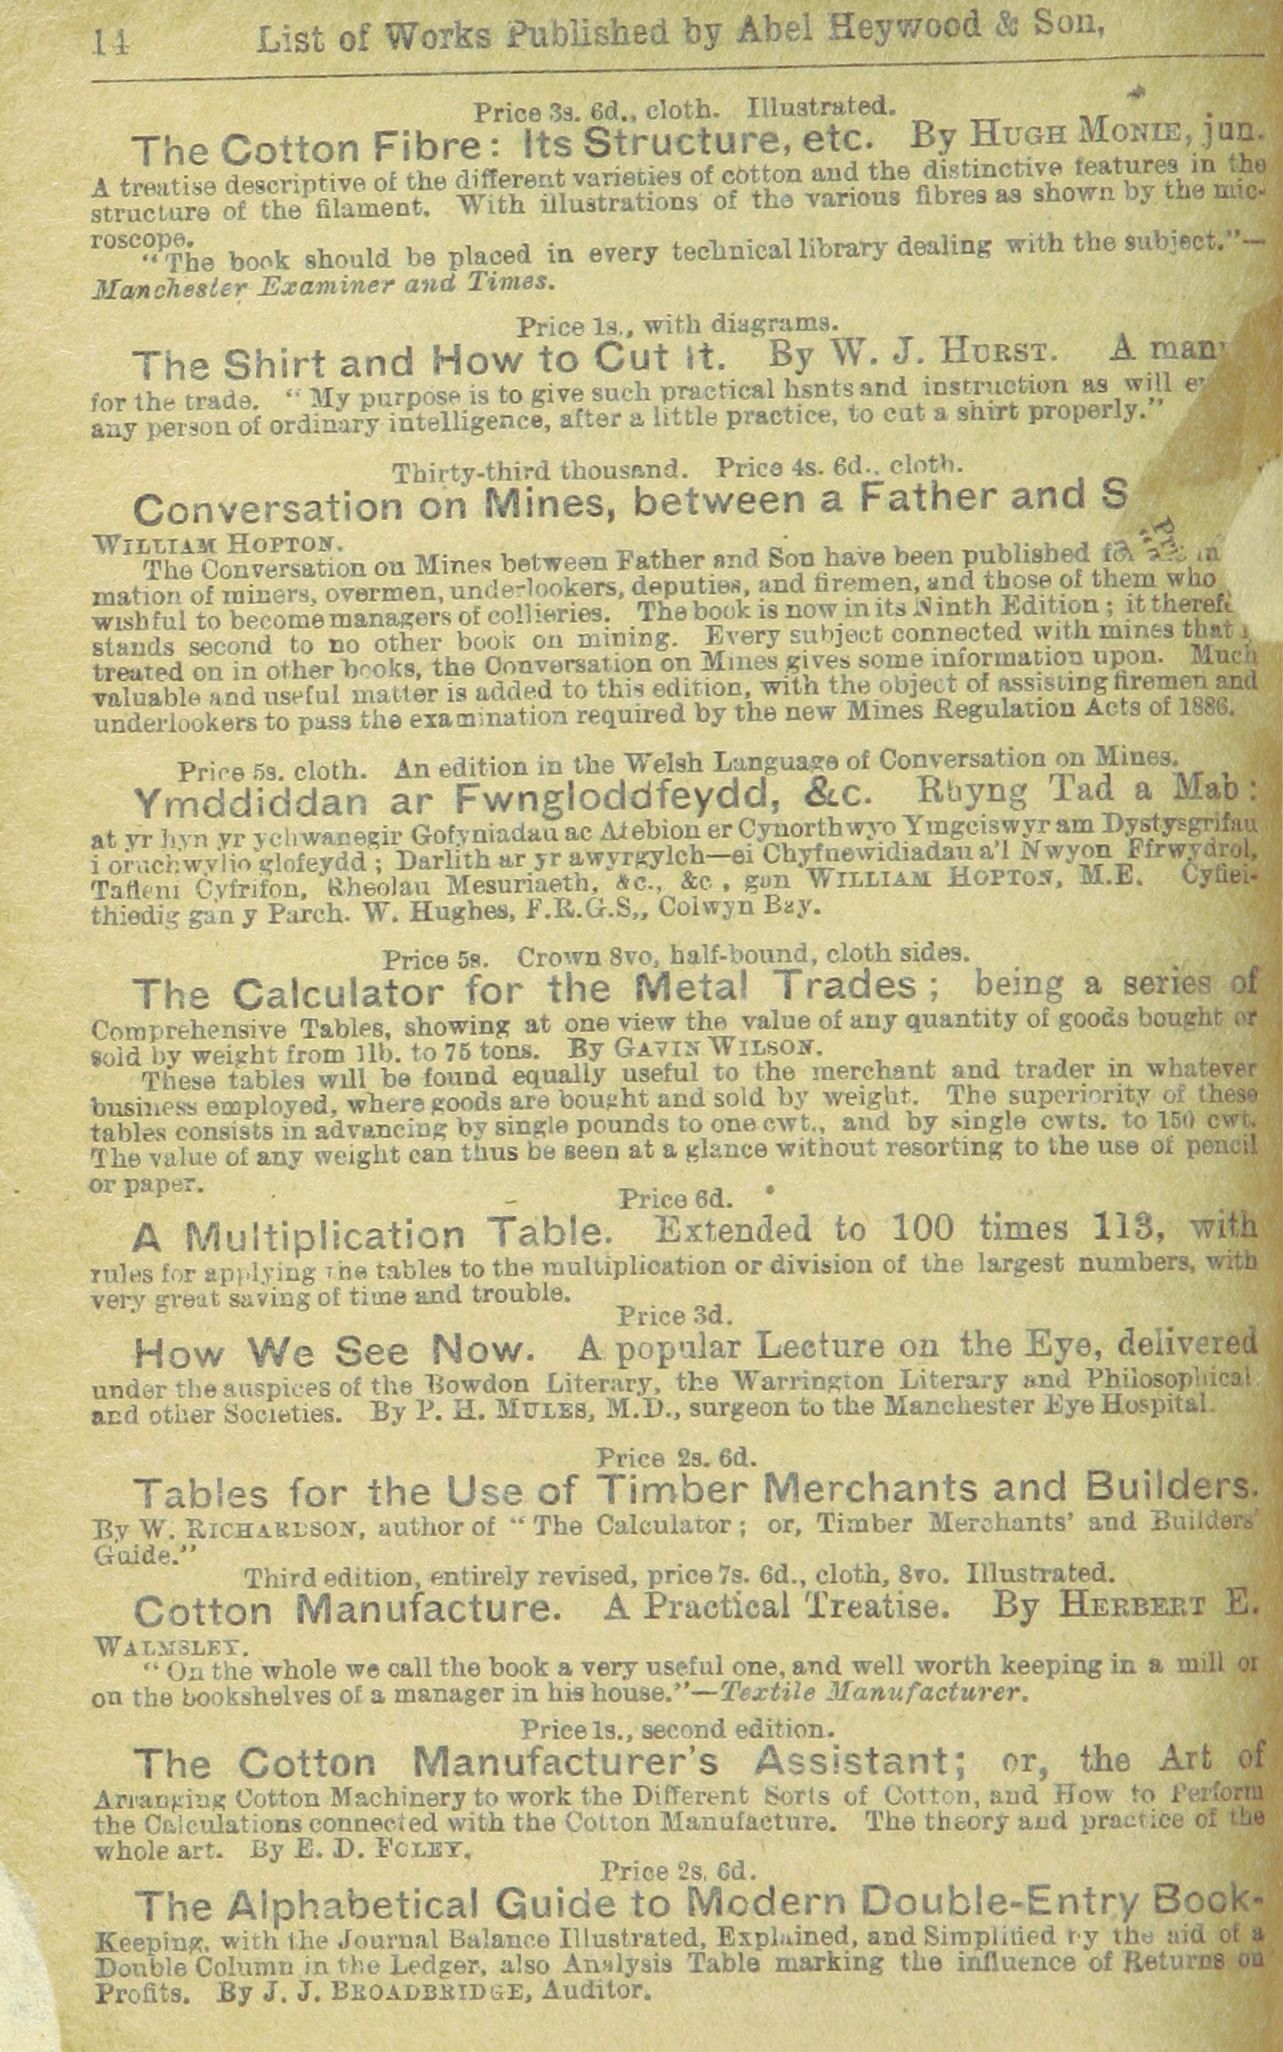 14 List of Works Published by Abel Heywood & Son,
Price 3s. 6d., cloth. Illustrated.
The Cotton Fibre: Its Structure, etc. By HUGH MONIE, jun.
A treatise descriptive of the different varieties of cotton and the distinctive features in the
structure of the filament. With illustrations of the various fibres as shown by the mic-
roscope.
"The book should be placed in every technical library dealing with the subject."—
Manchester Examiner and Times.
Price 1s., with diagrams.
The Shirt and How to Cut it. By W. J. HURST. A
for the trade. "My purpose is to give such practical hsnts and instruction as will
any person of ordinary intelligence, after a little practice, to cut a shirt properly."
Thirty-third thousand. Price 4s. 6d., cloth.
Conversation on Mines, between a Father and
WILLIAM HOPTON.
The Conversation on Mines between Father and Son have been published
mation of miners, overmen, underlookers, deputies, and firemen, and those of them who
wishful to become managers of collieries. The book is now in its Ninth Edition; it
stands second to no other book on mining. Every subject connected with mines that
treated on in other books, the Conversation on Mines gives some information upon. Much
valuable and useful matter is added to this edition, with the object of assisting firemen and
underlookers to pass the examination required by the new Mines Regulation Acts of 1886.
Price 5s. cloth. An edition in the Welsh Language of Conversation on Mines.
Ymddiddan ar Fwngloddfeydd, &c. Rhyng Tad a Mab:
at yr hyn yr ychwanegir Gofyniadau ac Atebion er Cynorthwyo Ymgeiswyr am Dystysgrifau
i oruchwylio glofeydd; Darlith ar yr awyrgylch—ei Chyfnewidiadau a'l Nwyon Ffrwydrol,
Tafleni Cyfrifon, Rheolau Mesuriaeth, &c., &c , gan WILLIAM HOPTON, M.E. Cyfiei-
thiedig gan y Parch. W. Hughes, F.R.G.S,, Colwyn Bay.
Price 5s. Crown 8vo, half-bound, cloth sides.
The Calculator for the Metal Trades; being a series of
Comprehensive Tables, showing at one view the value of any quantity of goods bought or
sold by weight from 1lb. to 75 tons. By GAVIN WILSON.
These tables will be found equally useful to the merchant and trader in whatever
business employed, where goods are bought and sold by weight. The superiority of these
tables consists in advancing by single pounds to one cwt., and by single cwts. to 150 cwt.
The value of any weight can thus be seen at a glance without resorting to the use of pencil
or paper.
Price 6d.
A Multiplication Table. Extended to 100 times 113, with
rules for applying the tables to the multiplication or division of the largest numbers, with
very great saving of time and trouble.
Price 3d.
How We See Now. A popular Lecture on the Eye, delivered
under the auspices of the Bowdon Literary, the Warrington Literary and Philosophical
and other Societies. By P. H. MULES, M.D., surgeon to the Manchester Eye Hospital.
Price 2s. 6d.
Tables for the Use of Timber Merchants and Builders.
By W. RICHARDSON, author of "The Calculator; or, Timber Merchants' and Builders'
Guide."
Third edition, entirely revised, price 7s. 6d., cloth, 8vo. Illustrated.
Cotton Manufacture. A Practical Treatise. By HERBERT E.
WALMSLEY.
"On the whole we call the book a very useful one, and well worth keeping in a mill or
on the bookshelves of a manager in his house."—Textile Manufacturer.
Price 1s., second edition.
The Cotton Manufacturer's Assistant; or, the Art of
Arranging Cotton Machinery to work the Different Sorts of Cotton, and How to Perform
the Calculations connected with the Cotton Manufacture. The theory and practice of the
whole art. By E. D. FOLEY.
Price 2s, 6d.
The Alphabetical Guide to Modern Double-Entry Book-
Keeping, with the Journal Balance Illustrated, Explained, and Simplified by the aid of a
Double Column in the Ledger, also Analysis Table marking the influence of Returns on
Profits. By J. J. BROADBRIDGE, Auditor.